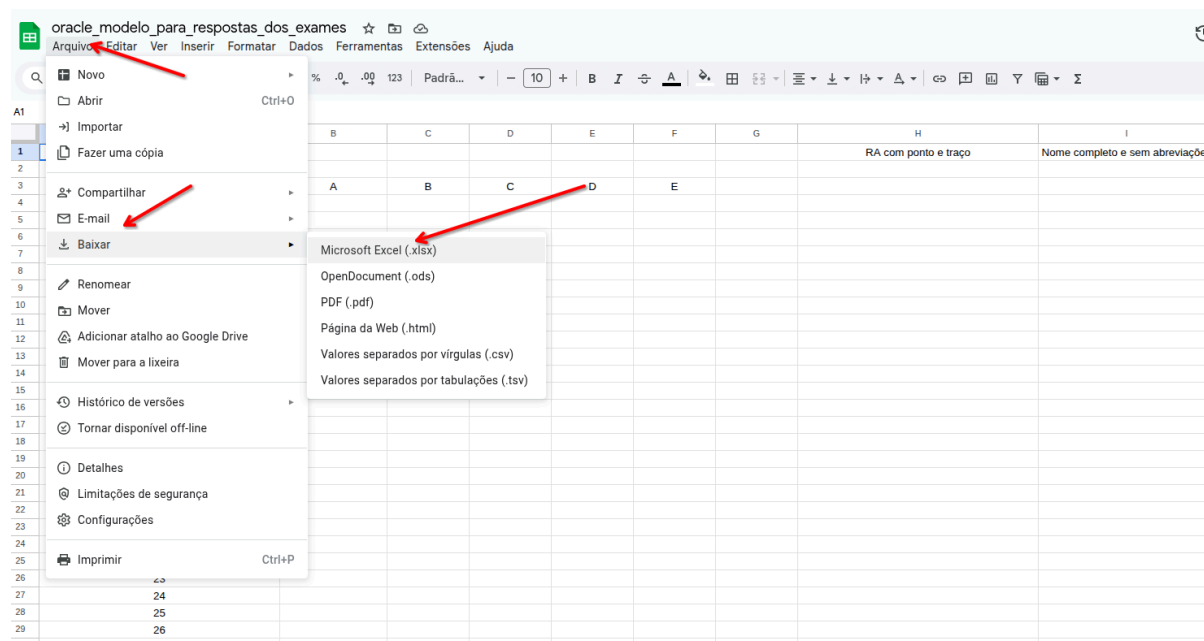 oracle_modelo_para_respostas_dos_exames
Arquivo Editar Ver Inserir Formatar Dados Ferramentas Extensões Ajuda
% .0 .00 123 Padrã... 10 B I A Σ
A1
Novo
Abrir Ctrl+O
Importar
Fazer uma cópia
Compartilhar
E-mail
Baixar
Renomear
Mover
Adicionar atalho ao Google Drive
Mover para a lixeira
Histórico de versões
Tornar disponível off-line
Detalhes
Limitações de segurança
Configurações
Imprimir Ctrl+P
Microsoft Excel (.xlsx)
OpenDocument (.ods)
PDF (.pdf)
Página da Web (.html)
Valores separados por vírgulas (.csv)
Valores separados por tabulações (.tsv)
B C D E F G H I
1 RA com ponto e traço Nome completo e sem abreviaçõe
2
3 A B C D E
4
5
6
7
8
9
10
11
12
13
14
15
16
17
18
19
20
21
22
23
24
25
26 23
27 24
28 25
29 26